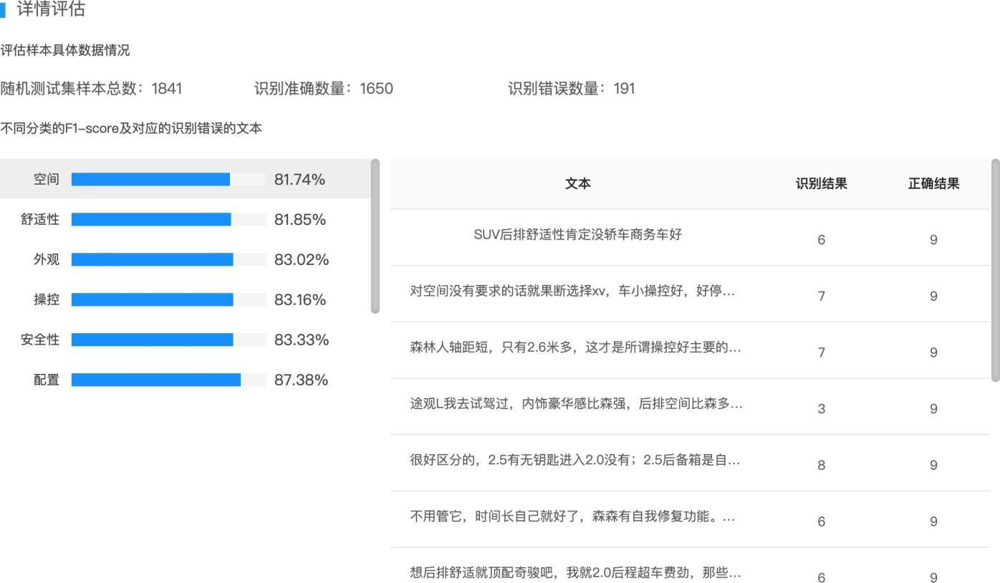 详情评估
评估样本具体数据情况
随机测试集样本总数：1841 识别准确数量：1650 识别错误数量：191
不同分类的F1-score及对应的识别错误的文本
空间 81.74%
舒适性 81.85%
外观 83.02%
操控 83.16%
安全性 83.33%
配置 87.38%
文本 识别结果 正确结果
SUV后排舒适性肯定没轿车商务车好 6 9
对空间没有要求的话就果断选择xv，车小操控好，好停... 7 9
森林人轴距短，只有2.6米多，这才是所谓操控好主要的... 7 9
途观L我去试驾过，内饰豪华感比森强，后排空间比森多... 3 9
很好区分的，2.5有无钥匙进入2.0没有；2.5后备箱是自... 8 9
不用管它，时间长自己就好了，森森有自我修复功能。... 6 9
想后排舒适就顶配奇骏吧，我就2.0后程超车费劲，那些... 6 9